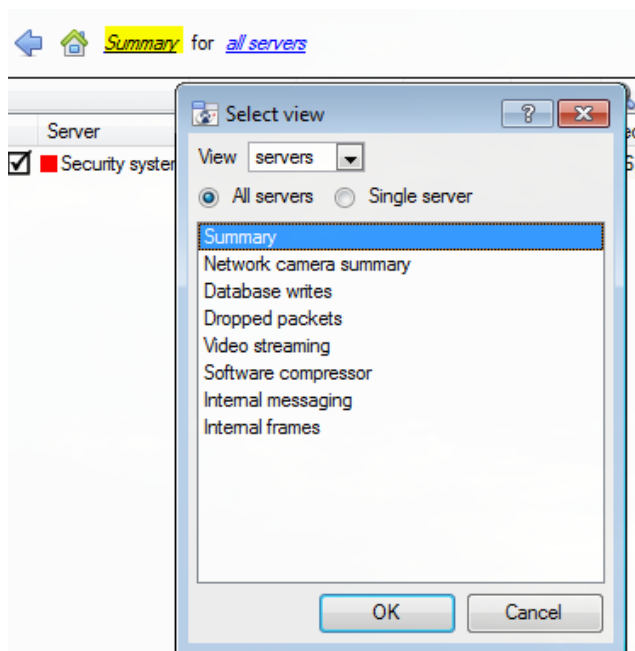 Summary for all servers
Select view
Server
View servers
Security
All servers Single server
Summary
Network camera summary
Database writes
Dropped packets
Video streaming
Software compressor
Internal messaging
Internal frames
OK Cancel